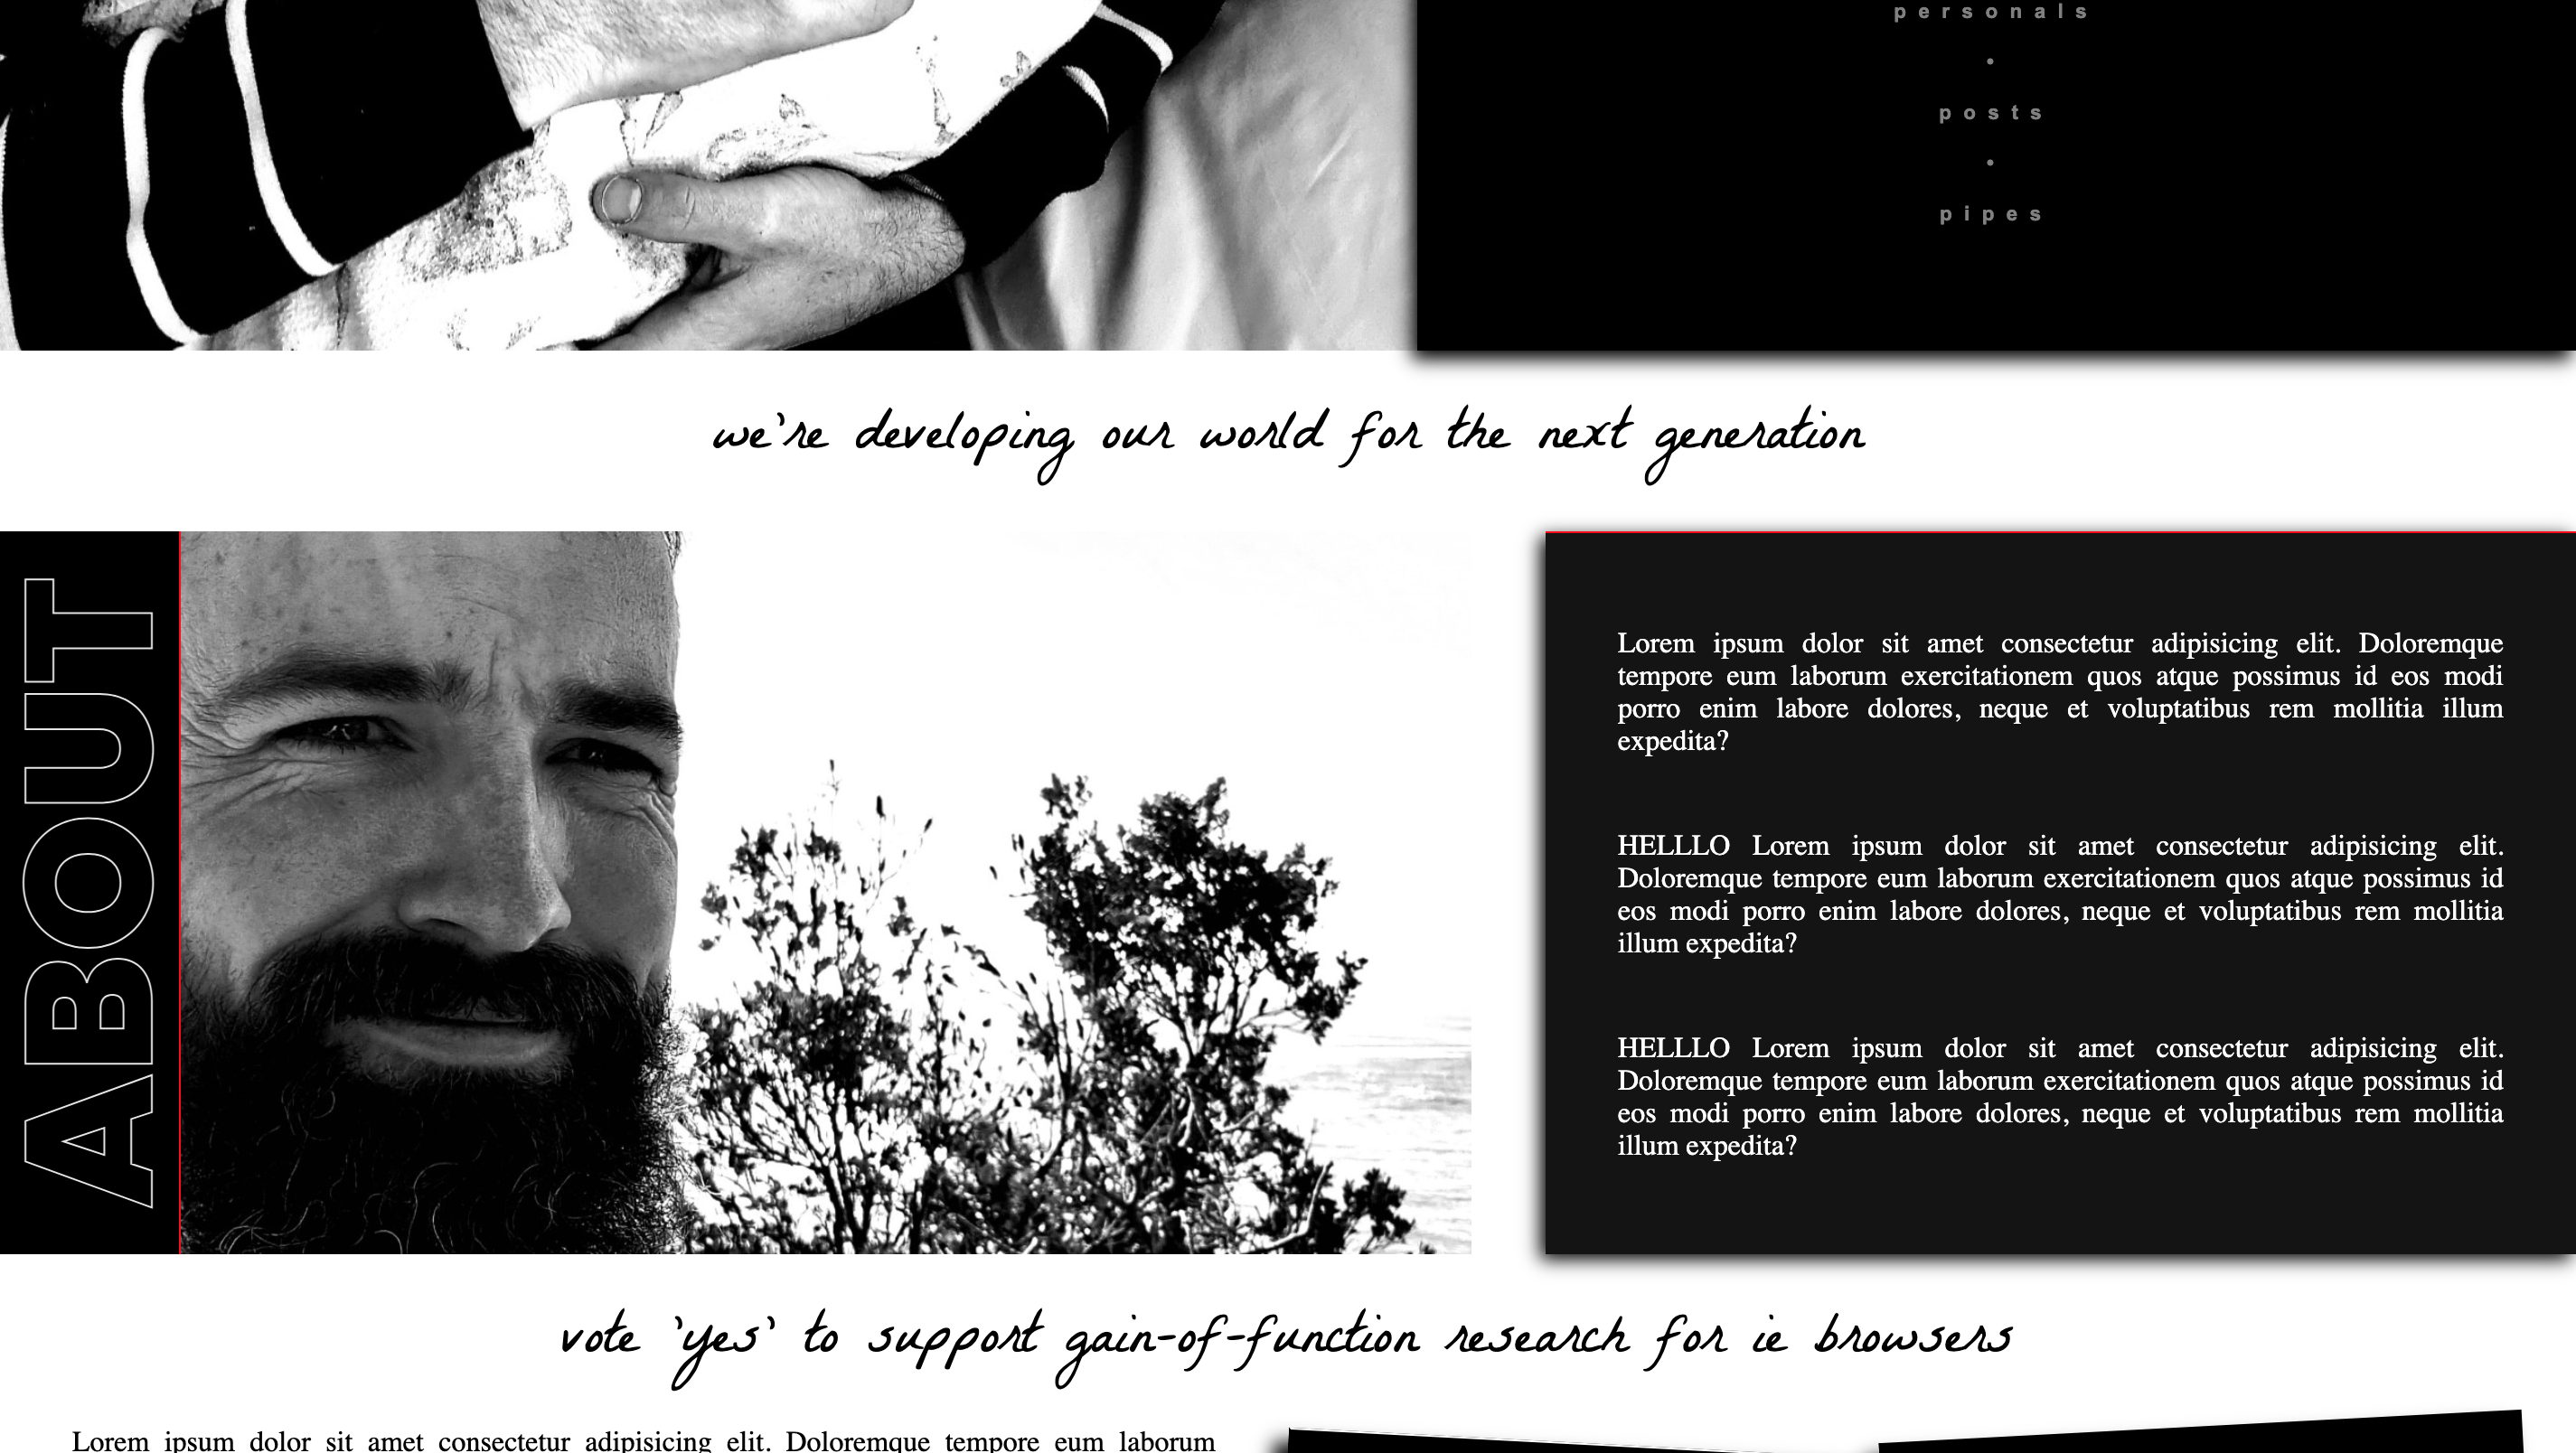 personals
•
posts
•
pipes
we're developing our world for the next generation
ABOUT
Lorem ipsum dolor sit amet consectetur adipisicing elit. Doloremque
tempore eum laborum exercitationem quos atque possimus id eos modi
porro enim labore dolores, neque et voluptatibus rem mollitia illum
expedita?
HELLLO Lorem ipsum dolor sit amet consectetur adipisicing elit.
Doloremque tempore eum laborum exercitationem quos atque possimus id
eos modi porro enim labore dolores, neque et voluptatibus rem mollitia
illum expedita?
HELLLO Lorem ipsum dolor sit amet consectetur adipisicing elit.
Doloremque tempore eum laborum exercitationem quos atque possimus id
eos modi porro enim labore dolores, neque et voluptatibus rem mollitia
illum expedita?
vote 'yes' to support gain-of-function research for ie browsers
Lorem ipsum dolor sit amet consectetur adipisicing elit. Doloremque tempore eum laborum